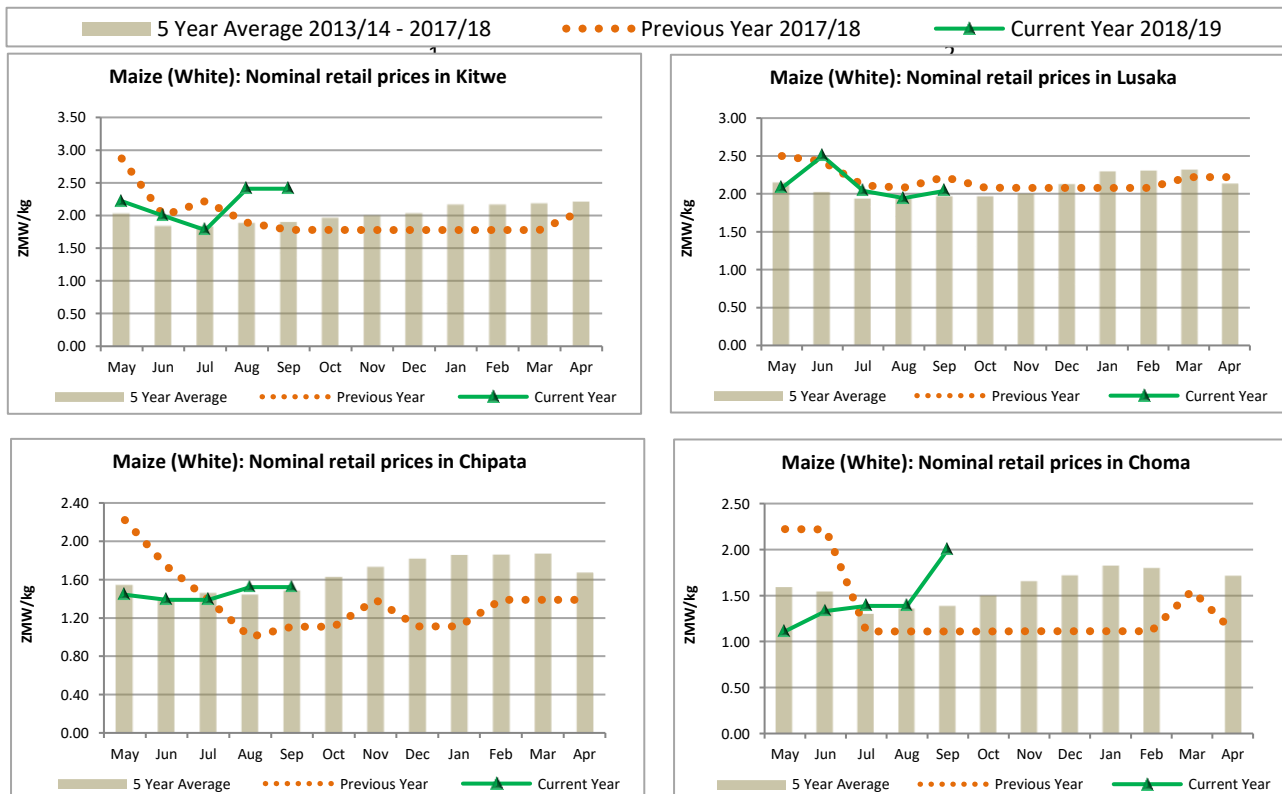 5 Year Average 2013/14 - 2017/18 Previous Year 2017/18 Current Year 2018/19
Maize (White): Nominal retail prices in Kitwe
ZMW/kg
3.50
3.00
2.50
2.00
1.50
1.00
0.50
0.00
May Jun Jul Aug Sep Oct Nov Dec Jan Feb Mar Apr
5 Year Average Previous Year Current Year
Maize (White): Nominal retail prices in Lusaka
ZMW/kg
3.00
2.50
2.00
1.50
1.00
0.50
0.00
May Jun Jul Aug Sep Oct Nov Dec Jan Feb Mar Apr
5 Year Average Previous Year Current Year
Maize (White): Nominal retail prices in Chipata
ZMW/kg
2.40
2.00
1.60
1.20
0.80
0.40
0.00
May Jun Jul Aug Sep Oct Nov Dec Jan Feb Mar Apr
5 Year Average Previous Year Current Year
Maize (White): Nominal retail prices in Choma
ZMW/kg
2.50
2.00
1.50
1.00
0.50
0.00
May Jun Jul Aug Sep Oct Nov Dec Jan Feb Mar Apr
5 Year Average Previous Year Current Year